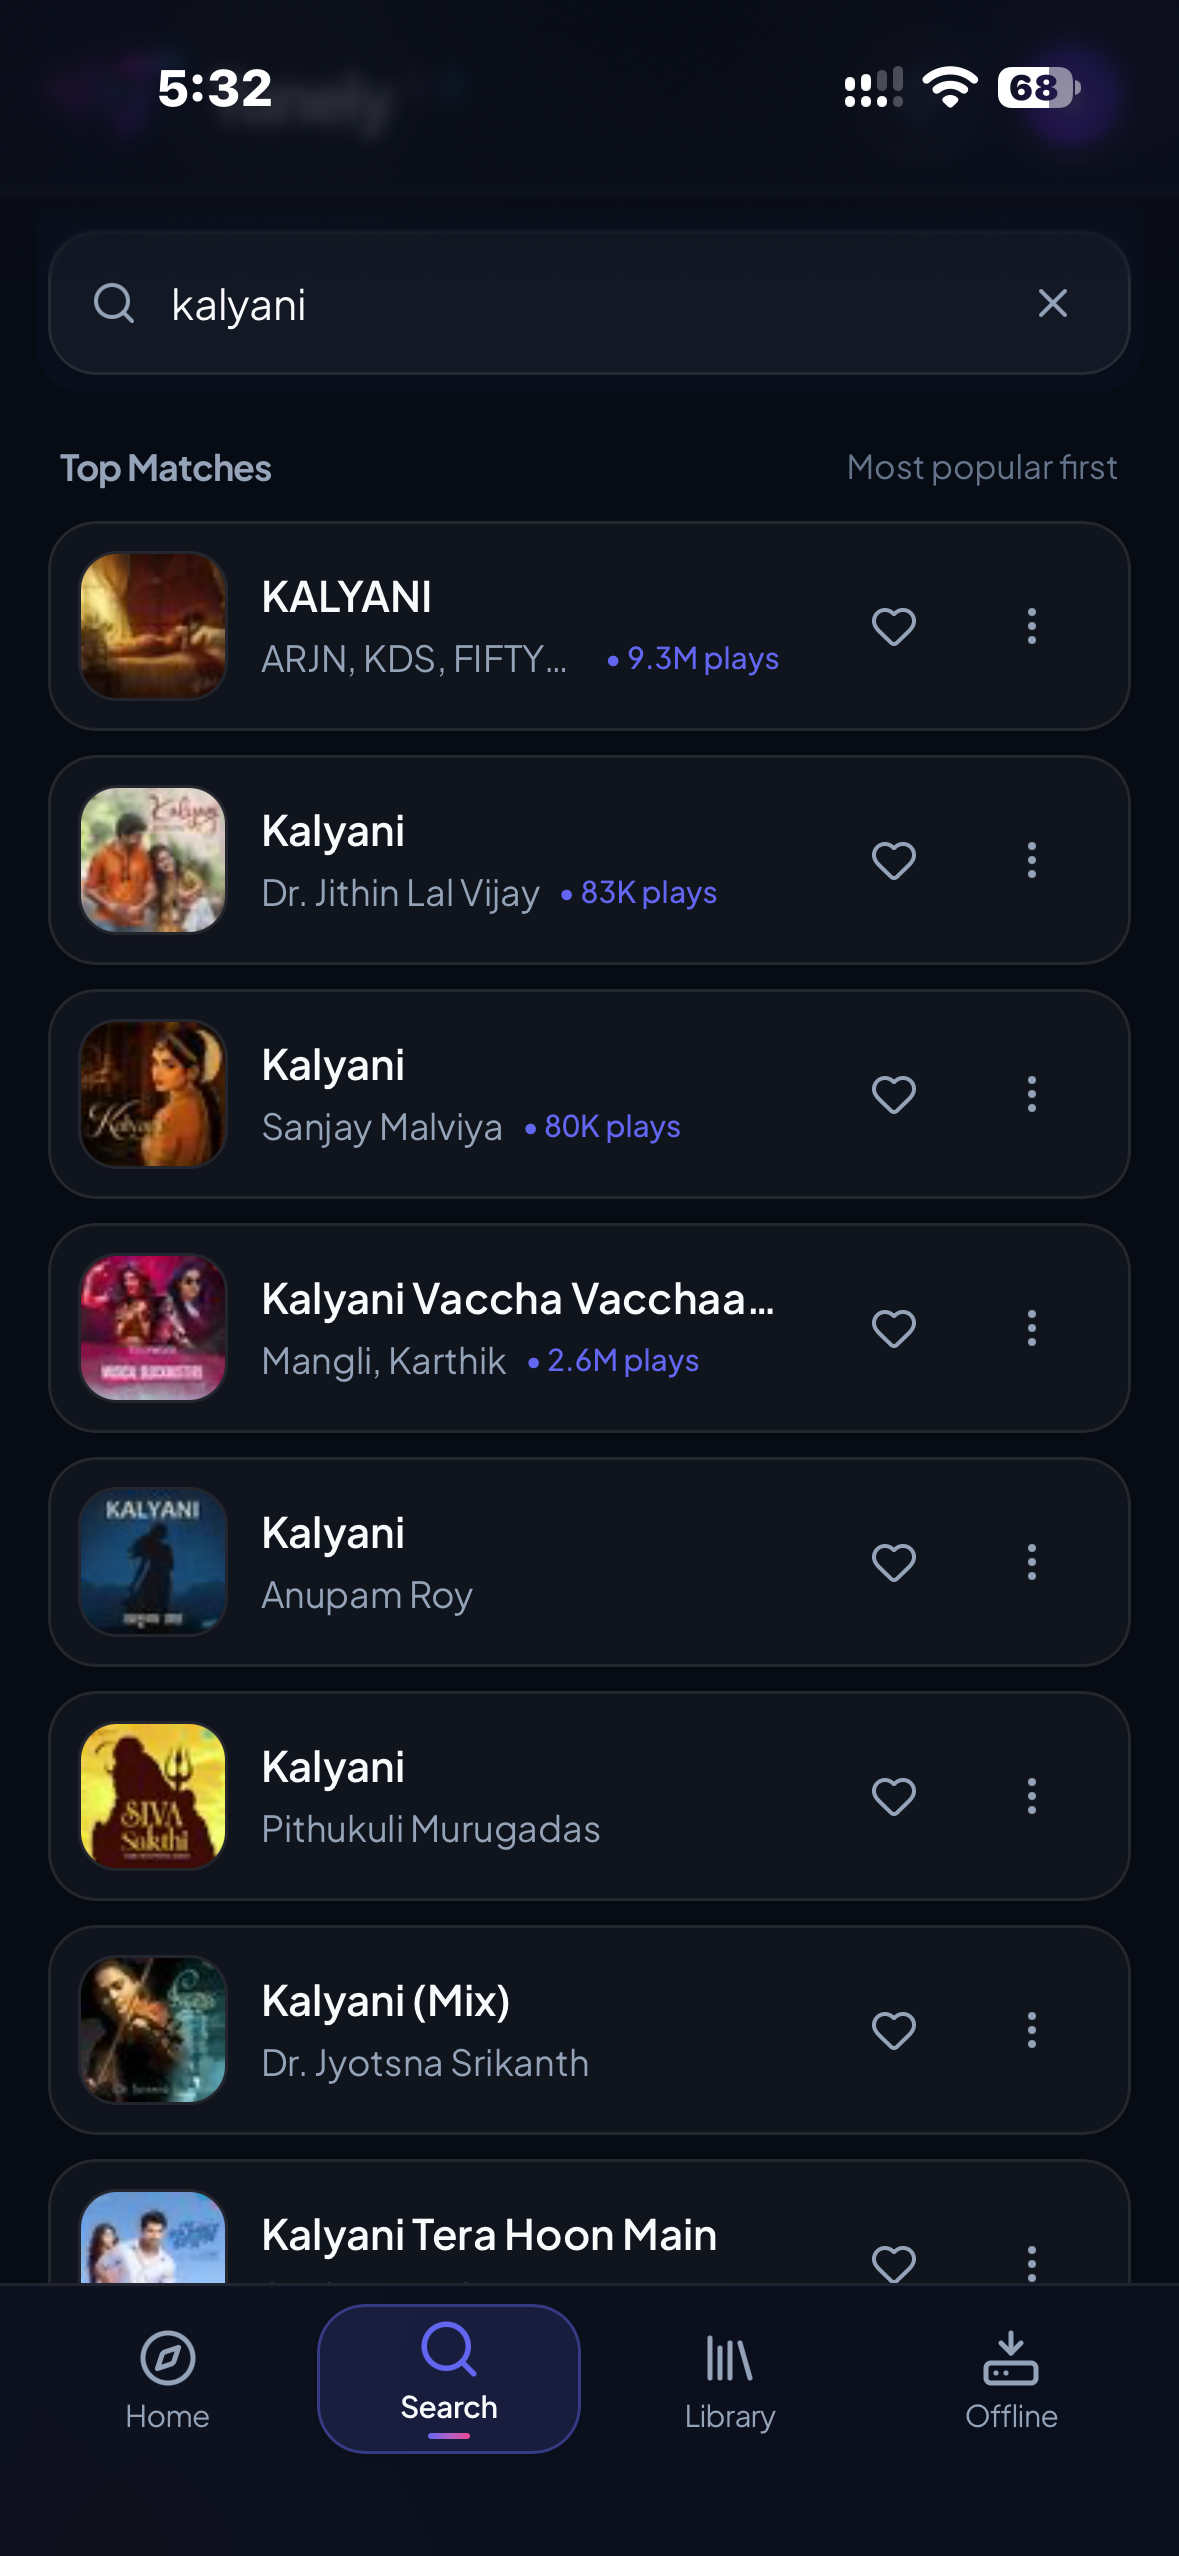 5:32
68
kalyani
Top Matches
Most popular first
KALYANI
ARJN, KDS, FIFTY... • 9.3M plays
Kalyani
Dr. Jithin Lal Vijay • 83K plays
Kalyani
Kalyani
Sanjay Malviya • 80K plays
Kalyani Vaccha Vacchaa...
Mangli, Karthik • 2.6M plays
MUSICAL BLOCKBUSTERS
KALYANI
Kalyani
Anupam Roy
SIVA
Sakthi
Kalyani
Pithukuli Murugadas
Kalyani (Mix)
Dr. Jyotsna Srikanth
Kalyani Tera Hoon Main
Home
Search
Library
Offline